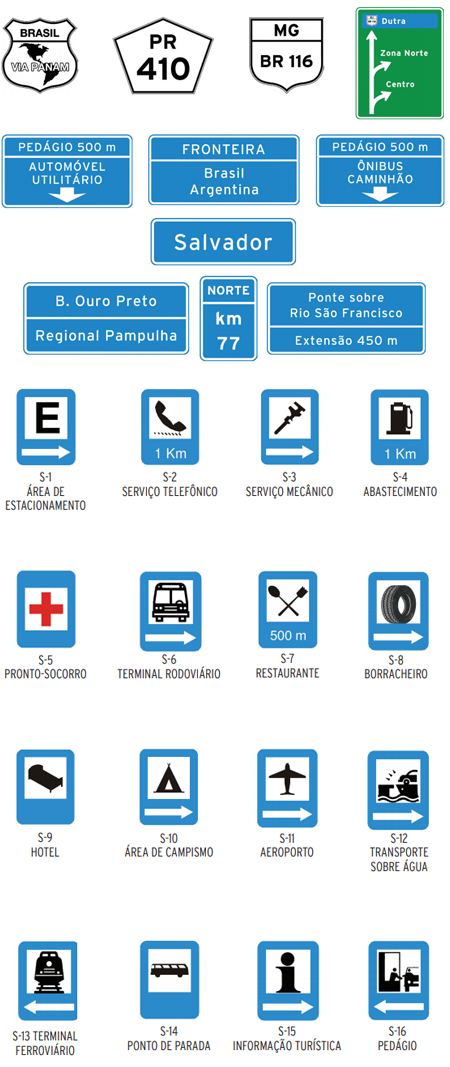 BRASIL
VIA PANAM
PR
410
MG
BR 116
Dutra
Zona Norte
Centro
PEDÁGIO 500 m
AUTOMÓVEL
UTILITÁRIO
FRONTEIRA
Brasil
Argentina
PEDÁGIO 500 m
ÔNIBUS
CAMINHÃO
Salvador
B. Ouro Preto
Regional Pampulha
NORTE
km
77
Ponte sobre
Rio São Francisco
Extensão 450 m
E
S-1
ÁREA DE
ESTACIONAMENTO
1 Km
S-2
SERVIÇO TELEFÔNICO
S-3
SERVIÇO MECÂNICO
1 Km
S-4
ABASTECIMENTO
S-5
PRONTO-SOCORRO
S-6
TERMINAL RODOVIÁRIO
500 m
S-7
RESTAURANTE
S-8
BORRACHEIRO
S-9
HOTEL
S-10
ÁREA DE CAMPISMO
S-11
AEROPORTO
S-12
TRANSPORTE
SOBRE ÁGUA
S-13 TERMINAL
FERROVIÁRIO
S-14
PONTO DE PARADA
S-15
INFORMAÇÃO TURÍSTICA
S-16
PEDÁGIO